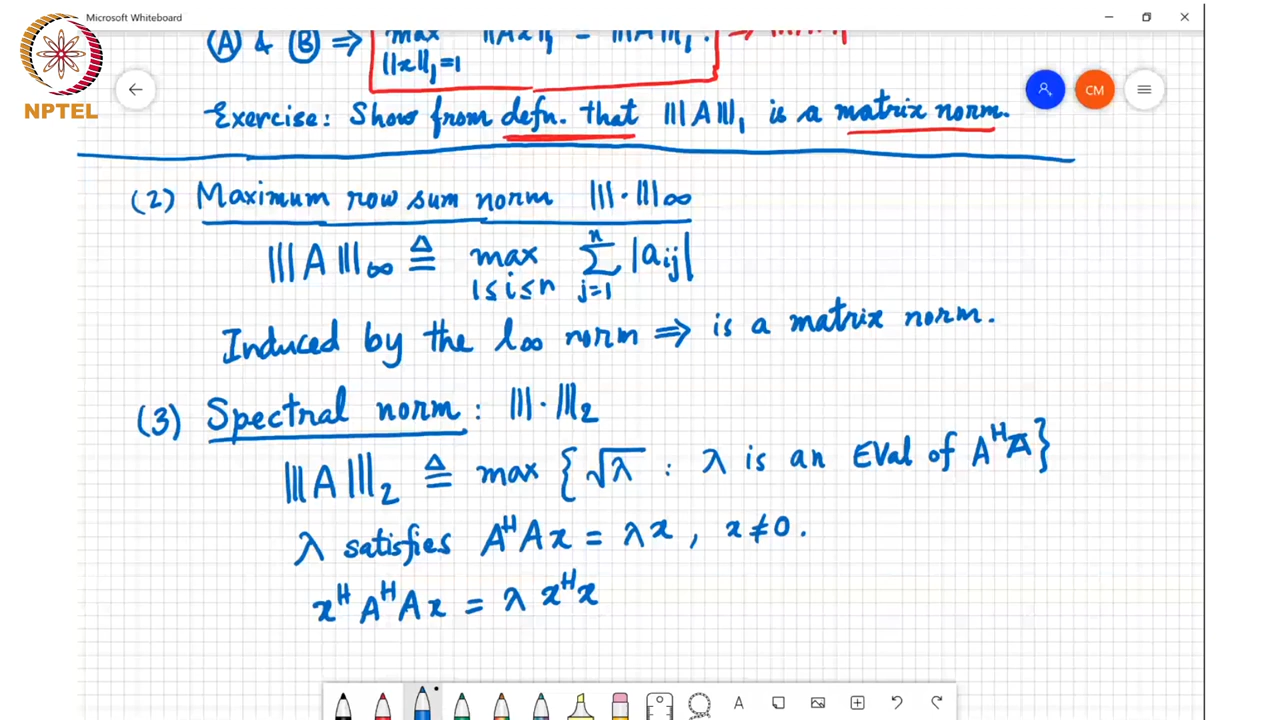 Microsoft Whiteboard
Ⓐ & Ⓑ ⇒ max ||Ax||₁ = |||A|||₁ . →
||x||₁=1
NPTEL
CM
Exercise: Show from defn. that |||A|||₁ is a matrix norm.
(2) Maximum row sum norm |||·|||∞
|||A|||∞ ≜ max Σ |aij|
1≤i≤n j=1 n
Induced by the l∞ norm ⇒ is a matrix norm.
(3) Spectral norm : |||·|||₂
|||A|||₂ ≜ max {√λ : λ is an EVal of AᴴA}
λ satisfies AᴴAx = λx, x≠0.
xᴴAᴴAx = λ xᴴx
A